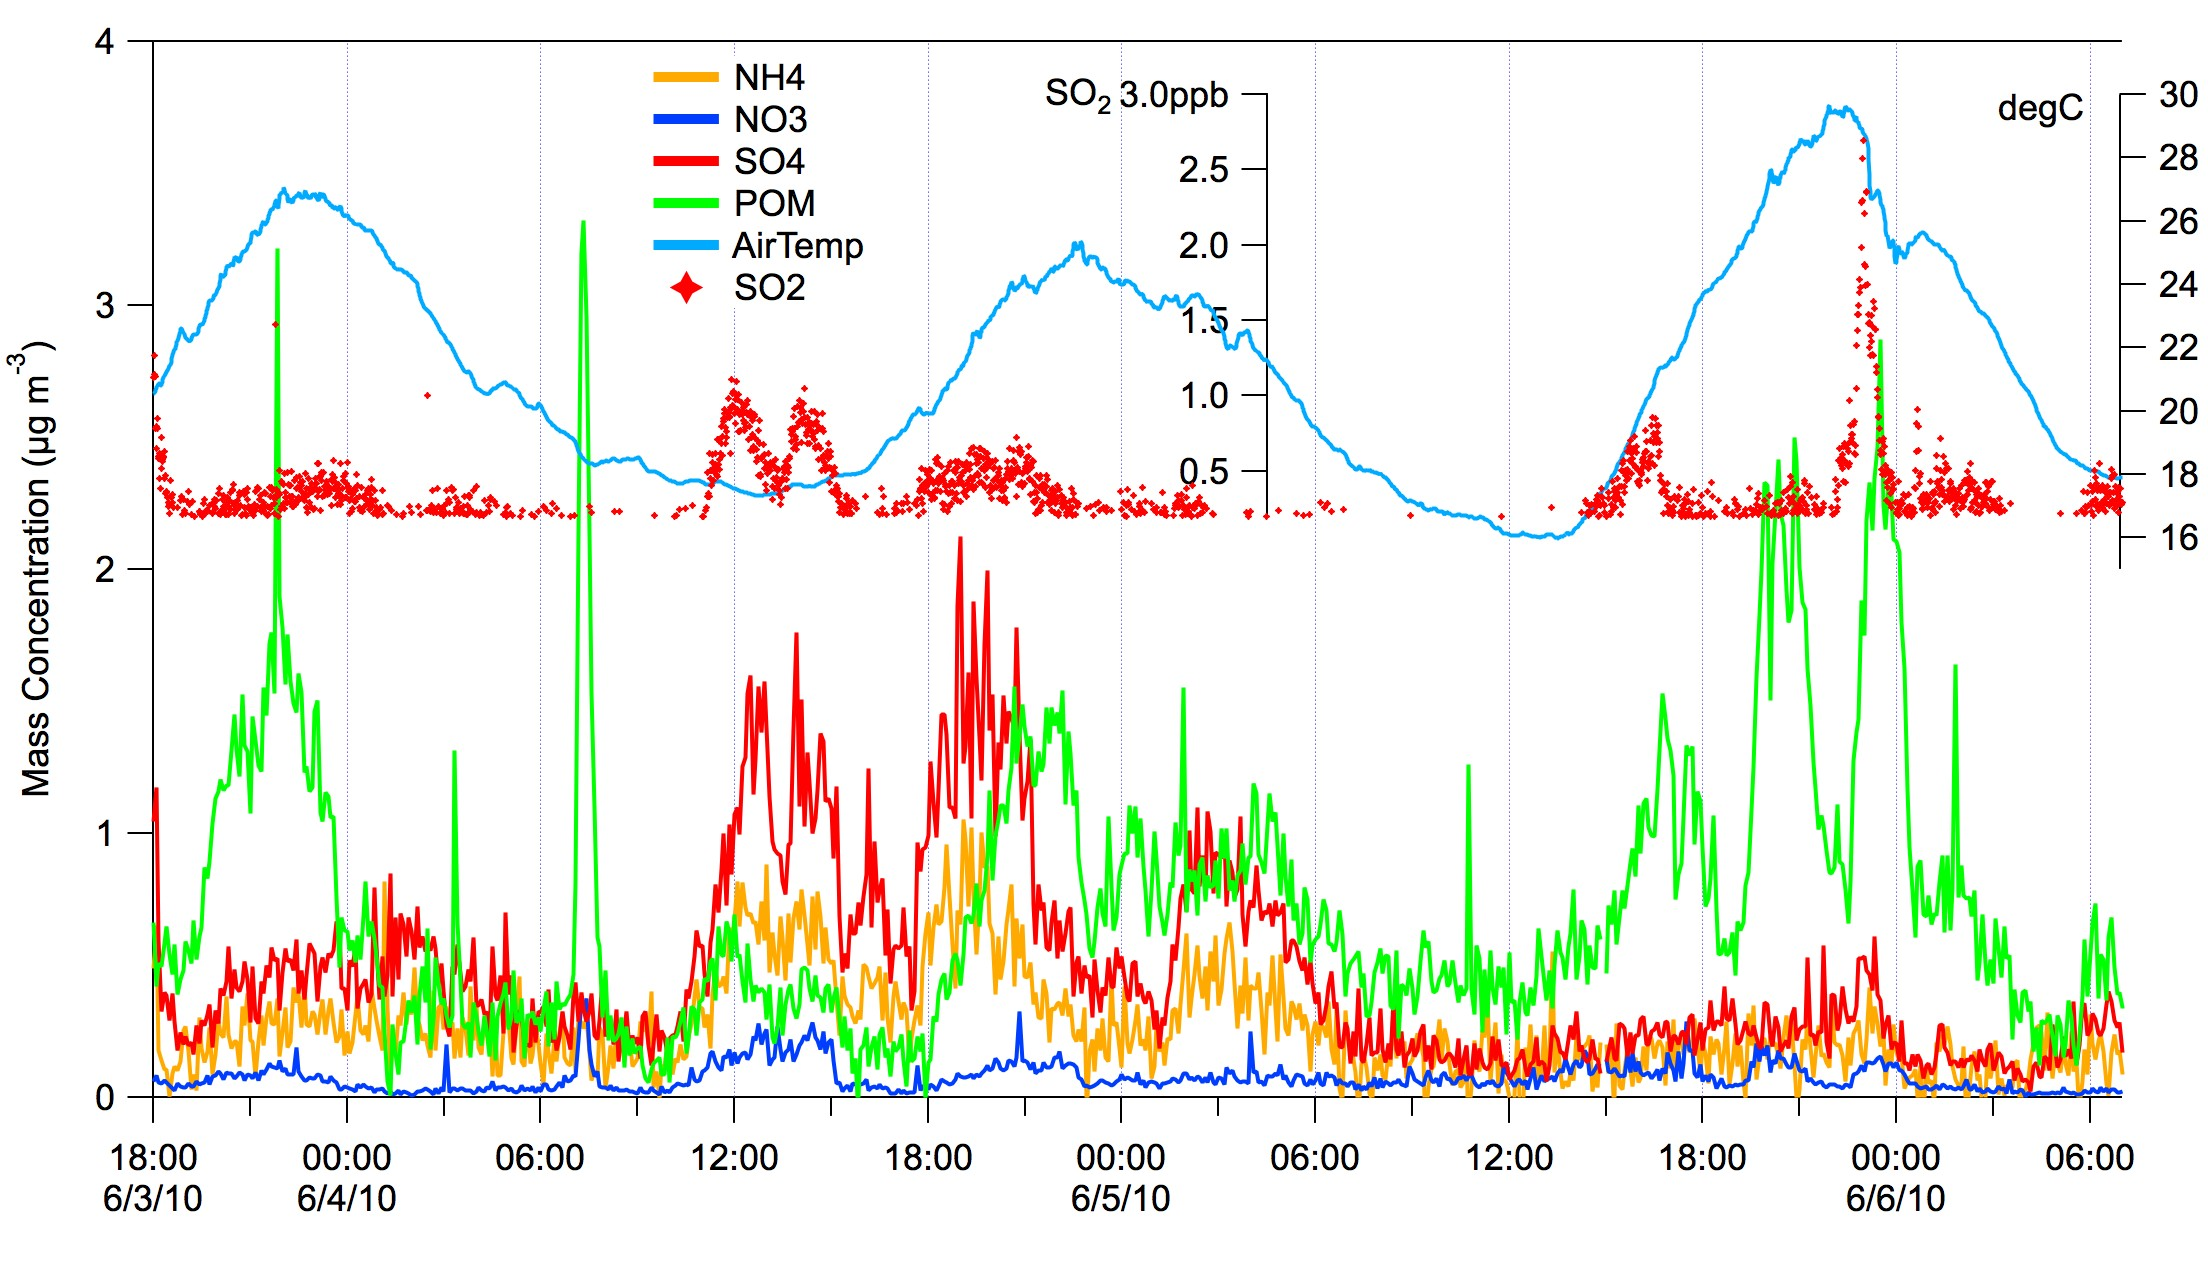 4
3
2
1
0
Mass Concentration (µg m⁻³)
NH4
NO3
SO4
POM
AirTemp
SO2
SO₂ 3.0ppb
2.5
2.0
1.5
1.0
0.5
degC
30
28
26
24
22
20
18
16
18:00 00:00 06:00 12:00 18:00 00:00 06:00 12:00 18:00 00:00 06:00
6/3/10 6/4/10 6/5/10 6/6/10